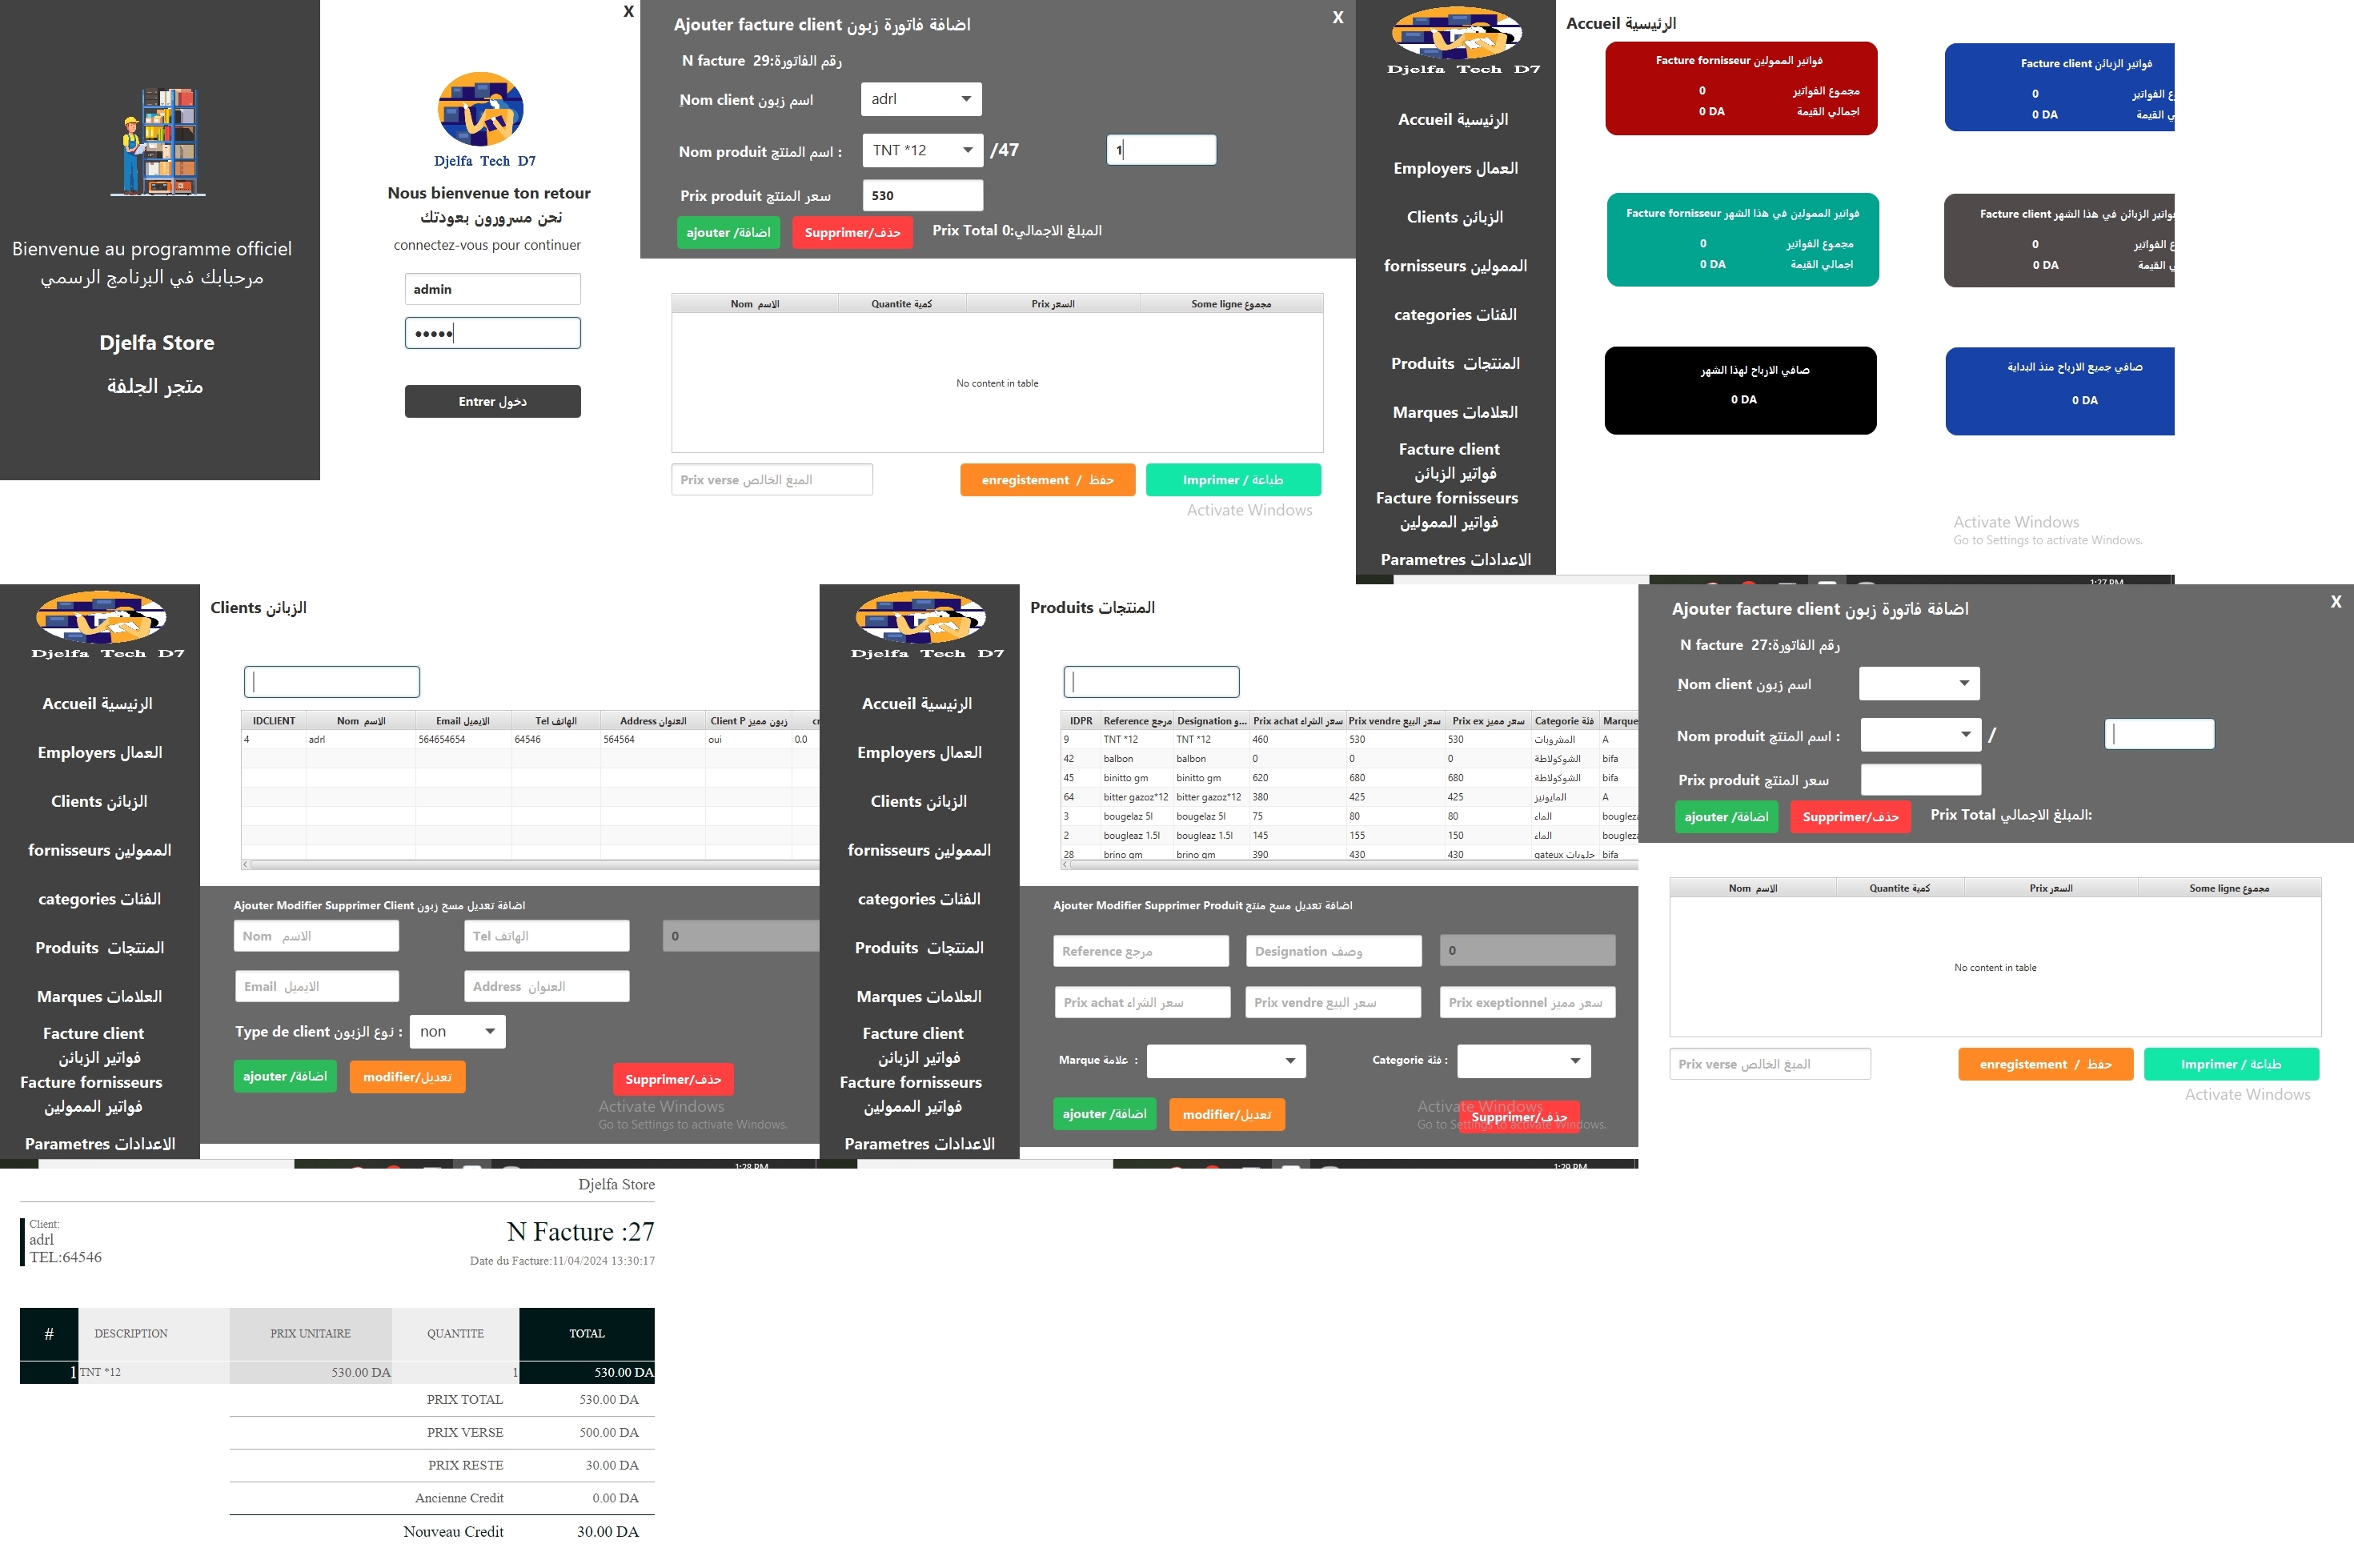 X
Djelfa Tech D7
Nous bienvenue ton retour
نحن مسرورون بعودتك
connectez-vous pour continuer
admin
•••••
Entrer دخول
Bienvenue au programme officiel
مرحبابك في البرنامج الرسمي
Djelfa Store
متجر الجلفة
Ajouter facture client اضافة فاتورة زبون
X
N facture 29:رقم الفاتورة
Nom client اسم زبون
adrl
Nom produit اسم المنتج :
TNT *12
/47
1
Prix produit سعر المنتج
530
ajouter /اضافة
Supprimer/حذف
Prix Total 0:المبلغ الاجمالي
Nom الاسم
Quantite كمية
Prix السعر
Some ligne مجموع
No content in table
Prix verse المبغ الخالص
enregistement / حفظ
Imprimer / طباعة
Activate Windows
Djelfa Tech D7
Accueil الرئيسية
Employers العمال
Clients الزبائن
fornisseurs الممولين
categories الفئات
Produits المنتجات
Marques العلامات
Facture client
فواتير الزبائن
Facture fornisseurs
فواتير الممولين
Parametres الاعدادات
Accueil الرئيسية
Facture fornisseur فواتير الممولين
0 مجموع الفواتير
0 DA اجمالي القيمة
Facture client فواتير الزبائن
0
0 DA
Facture fornisseur فواتير الممولين في هذا الشهر
0 مجموع الفواتير
0 DA اجمالي القيمة
Facture client فواتير الزبائن في هذا الشهر
0
0 DA
صافي الارباح لهذا الشهر
0 DA
صافي جميع الارباح منذ البداية
0 DA
Activate Windows
Go to Settings to activate Windows.
1:27 PM
Djelfa Tech D7
Accueil الرئيسية
Employers العمال
Clients الزبائن
fornisseurs الممولين
categories الفئات
Produits المنتجات
Marques العلامات
Facture client
فواتير الزبائن
Facture fornisseurs
فواتير الممولين
Parametres الاعدادات
Clients الزبائن
IDCLIENT
Nom الاسم
Email الايميل
Tel الهاتف
Address العنوان
Client P زبون مميز
4 adrl 564654654 64546 564564 oui 0.0
Ajouter Modifier Supprimer Client اضافة تعديل مسح زبون
Nom الاسم
Tel الهاتف
0
Email الايميل
Address العنوان
Type de client نوع الزبون :
non
ajouter /اضافة
modifier/تعديل
Supprimer/حذف
Activate Windows
Go to Settings to activate Windows.
1:28 PM
Djelfa Tech D7
Accueil الرئيسية
Employers العمال
Clients الزبائن
fornisseurs الممولين
categories الفئات
Produits المنتجات
Marques العلامات
Facture client
فواتير الزبائن
Facture fornisseurs
فواتير الممولين
Parametres الاعدادات
Produits المنتجات
IDPR
Reference مرجع
Designation و...
Prix achat سعر الشراء
Prix vendre سعر البيع
Prix ex سعر مميز
Categorie فئة
Marque
9 TNT *12 TNT *12 460 530 530 المشروبات A
42 balbon balbon 0 0 0 الشوكولاطة bifa
45 binitto gm binitto gm 620 680 680 الشوكولاطة bifa
64 bitter gazoz*12 bitter gazoz*12 380 425 425 المايونيز A
3 bougelaz 5l bougelaz 5l 75 80 80 الماء
2 bougleaz 1.5l bougleaz 1.5l 145 155 150 الماء
28 brino gm brino gm 390 430 430 gateux حلويات bifa
Ajouter Modifier Supprimer Produit اضافة تعديل مسح منتج
Reference مرجع
Designation وصف
0
Prix achat سعر الشراء
Prix vendre سعر البيع
Prix exeptionnel سعر مميز
Marque علامة :
Categorie فئة :
ajouter /اضافة
modifier/تعديل
Supprimer/حذف
Activate Windows
Go to Settings to activate Windows.
1:29 PM
Ajouter facture client اضافة فاتورة زبون
X
N facture 27:رقم الفاتورة
Nom client اسم زبون
Nom produit اسم المنتج :
/
Prix produit سعر المنتج
ajouter /اضافة
Supprimer/حذف
Prix Total المبلغ الاجمالي:
Nom الاسم
Quantite كمية
Prix السعر
Some ligne مجموع
No content in table
Prix verse المبغ الخالص
enregistement / حفظ
Imprimer / طباعة
Activate Windows
Djelfa Store
Client:
adrl
TEL:64546
N Facture :27
Date du Facture:11/04/2024 13:30:17
# DESCRIPTION PRIX UNITAIRE QUANTITE TOTAL
1 TNT *12 530.00 DA 1 530.00 DA
PRIX TOTAL 530.00 DA
PRIX VERSE 500.00 DA
PRIX RESTE 30.00 DA
Ancienne Credit 0.00 DA
Nouveau Credit 30.00 DA